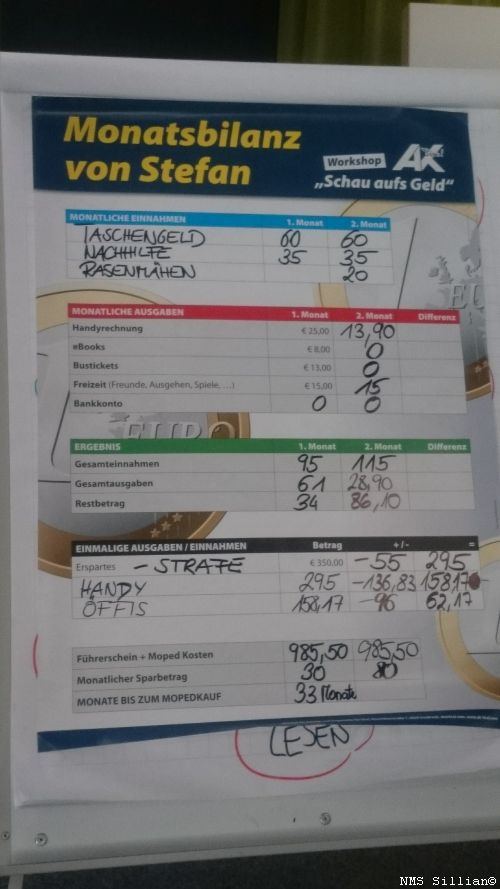 Monatsbilanz
von Stefan
Workshop AK
„Schau aufs Geld“
MONATLICHE EINNAHMEN 1. Monat 2. Monat
TASCHENGELD 60 60
NACHHILFE 35 35
RASENMÄHEN 20
MONATLICHE AUSGABEN 1. Monat 2. Monat Differenz
Handyrechnung € 25,00 13,90
eBooks € 8,00 0
Bustickets € 13,00 0
Freizeit (Freunde, Ausgehen, Spiele, …) € 15,00 15
Bankkonto 0 0
ERGEBNIS 1. Monat 2. Monat Differenz
Gesamteinnahmen 95 115
Gesamtausgaben 61 28,90
Restbetrag 34 86,10
EINMALIGE AUSGABEN / EINNAHMEN Betrag + / - =
Erspartes – STRAFE € 350,00 -55 295
HANDY 295 -136,83 158,17
ÖFFIS 158,17 -96 62,17
Führerschein + Moped Kosten 985,50 985,50
Monatlicher Sparbetrag 30 80
MONATE BIS ZUM MOPEDKAUF 33 Monate
LESEN
NMS Sillian©